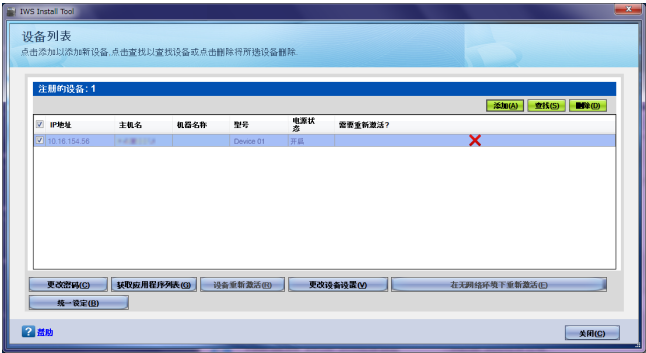 IWS Install Tool
设备列表
点击添加以添加新设备.点击查找以查找设备或点击删除将所选设备删除.
注册的设备: 1
添加(A) 查找(S) 删除(D)
IP地址 主机名 机器名称 型号 电源状态 需要重新激活?
10.16.154.56 Device 01 开启
更改密码(C) 获取应用程序列表(G) 设备重新激活(R) 更改设备设置(V) 在无网络环境下重新激活(E)
统一设定(B)
帮助
关闭(C)